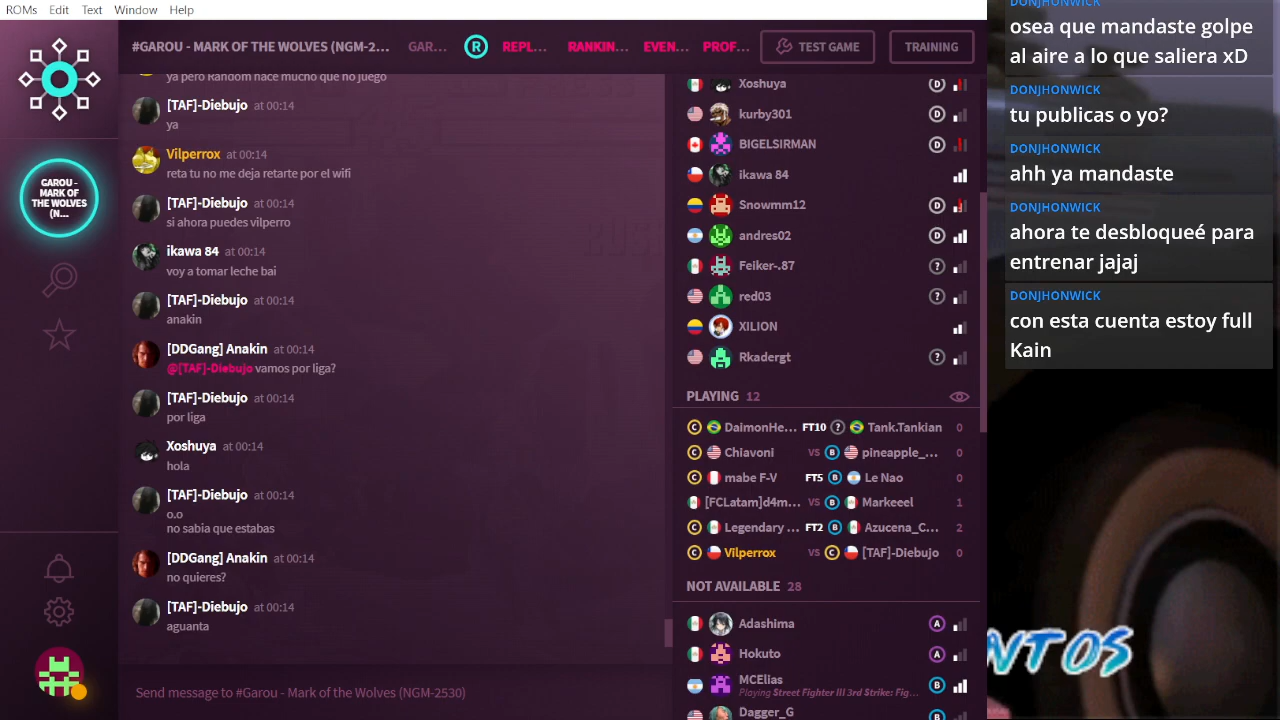 ROMs Edit Text Window Help
#GAROU - MARK OF THE WOLVES (NGM-2... GAR... R REPL... RANKIN... EVEN... PROF... TEST GAME TRAINING
GAROU -
MARK OF
THE WOLVES
(N...
ya pero Random hace mucho que no juego
[TAF]-Diebujo at 00:14
ya
Vilperrox at 00:14
reta tu no me deja retarte por el wifi
[TAF]-Diebujo at 00:14
si ahora puedes vilperro
ikawa 84 at 00:14
voy a tomar leche bai
[TAF]-Diebujo at 00:14
anakin
[DDGang] Anakin at 00:14
@[TAF]-Diebujo vamos por liga?
[TAF]-Diebujo at 00:14
por liga
Xoshuya at 00:14
hola
[TAF]-Diebujo at 00:14
o.o
no sabia que estabas
[DDGang] Anakin at 00:14
no quieres?
[TAF]-Diebujo at 00:14
aguanta
Send message to #Garou - Mark of the Wolves (NGM-2530)
Xoshuya D
kurby301 D
BIGELSIRMAN D
ikawa 84
Snowmm12 D
andres02 D
Feiker-.87 ?
red03 ?
XILION
Rkadergt ?
PLAYING 12
C DaimonHe... FT10 ? Tank.Tankian 0
C Chiavoni VS B pineapple_... 0
C mabe F-V FT5 B Le Nao 0
[FCLatam]d4m... VS B Markeeel 1
C Legendary ... FT2 B Azucena_C... 2
C Vilperrox VS C [TAF]-Diebujo 0
NOT AVAILABLE 28
Adashima A
Hokuto A
MCElias B
Playing Street Fighter III 3rd Strike: Fig...
Dagger_G B
DONJHONWICK
osea que mandaste golpe
al aire a lo que saliera xD
DONJHONWICK
tu publicas o yo?
DONJHONWICK
ahh ya mandaste
DONJHONWICK
ahora te desbloqueé para
entrenar jajaj
DONJHONWICK
con esta cuenta estoy full
Kain
NTOS